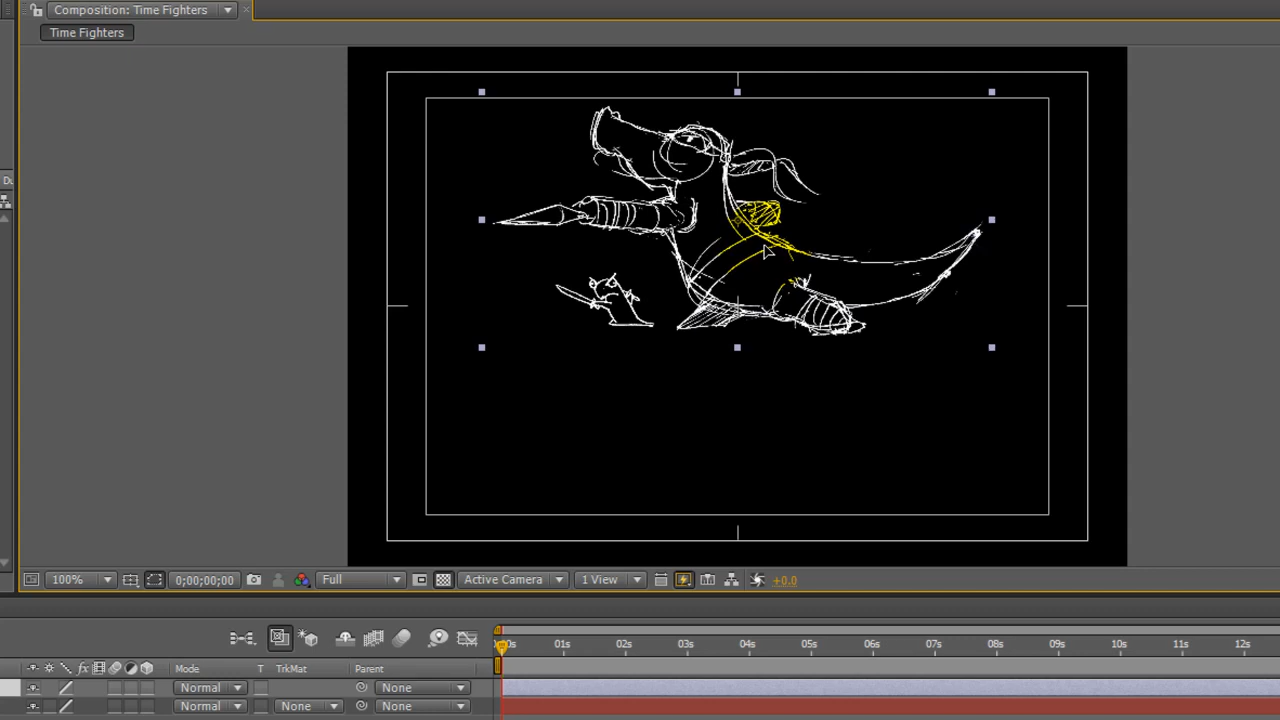 Composition: Time Fighters
Time Fighters
100%
0;00;00;00
Full
Active Camera
1 View
+0.0
0s 01s 02s 03s 04s 05s 06s 07s 08s 09s 10s 11s 12s
Mode T TrkMat Parent
Normal None
Normal None None